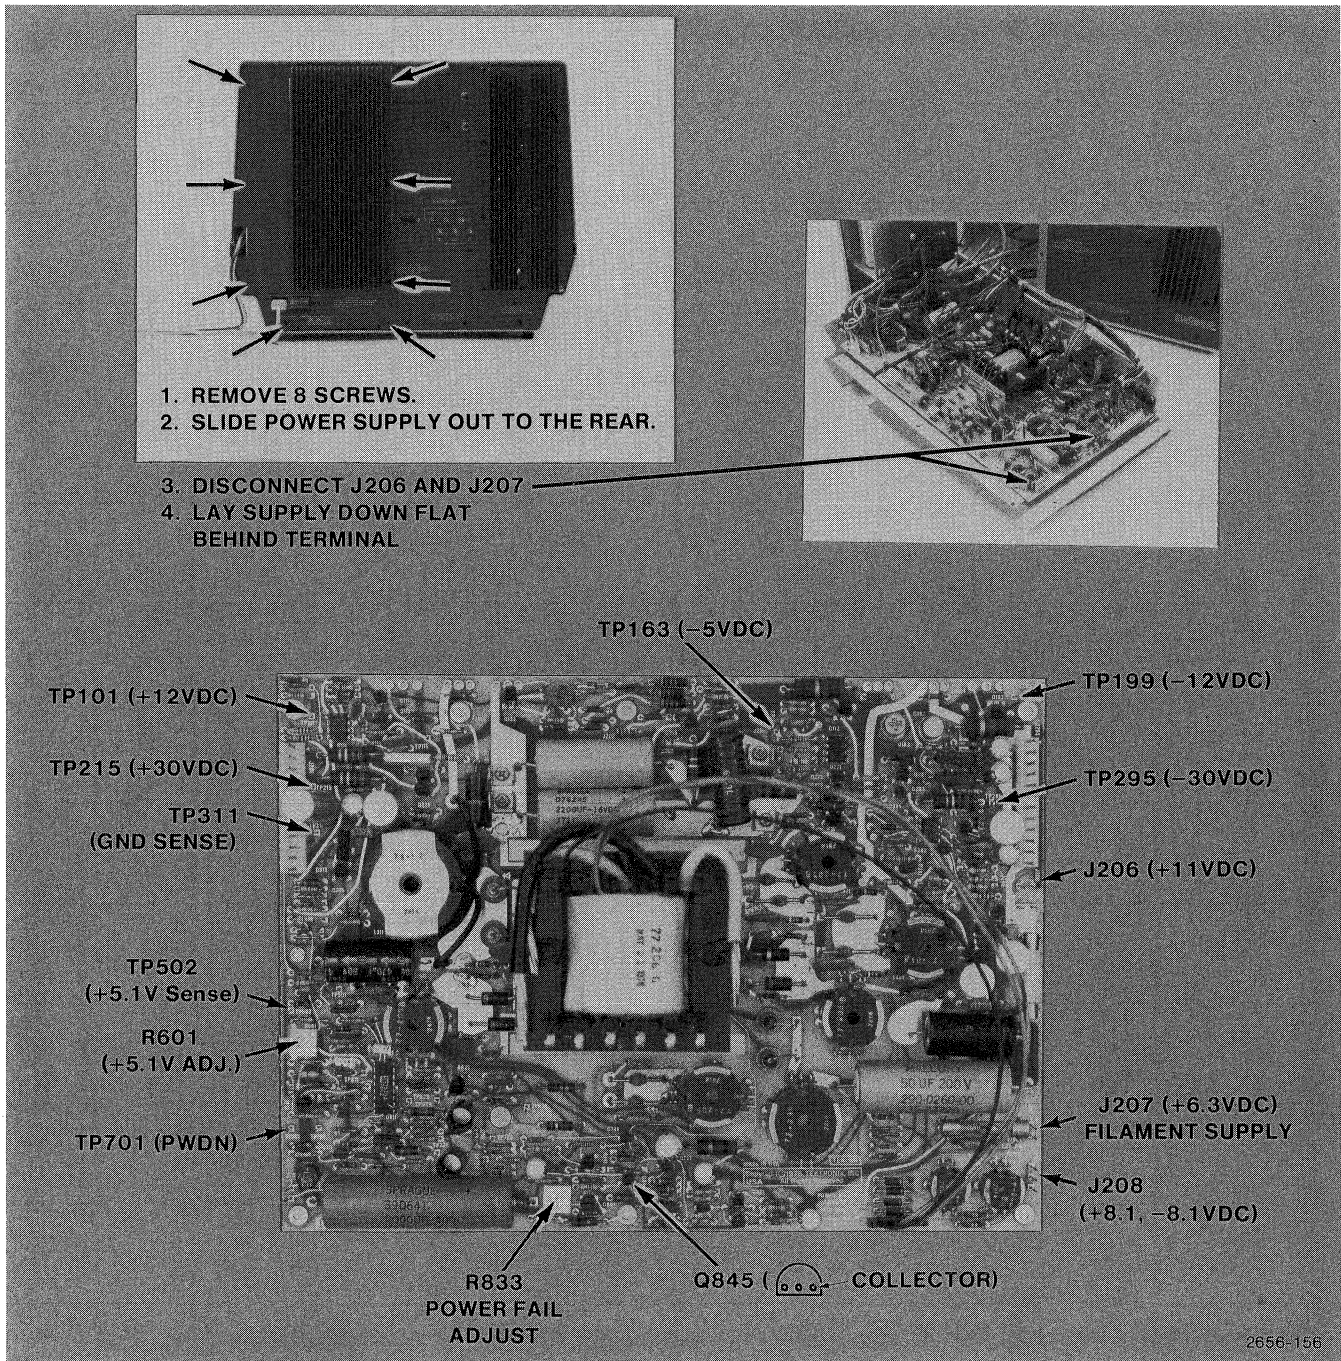 1. REMOVE 8 SCREWS.
2. SLIDE POWER SUPPLY OUT TO THE REAR.
3. DISCONNECT J206 AND J207
4. LAY SUPPLY DOWN FLAT
BEHIND TERMINAL
TP163 (–5VDC)
TP101 (+12VDC)
TP199 (–12VDC)
TP215 (+30VDC)
TP295 (–30VDC)
TP311
(GND SENSE)
J206 (+11VDC)
TP502
(+5.1V Sense)
R601
(+5.1V ADJ.)
50 UF 200V
J207 (+6.3VDC)
FILAMENT SUPPLY
TP701 (PWDN)
J208
(+8.1, –8.1VDC)
R833
POWER FAIL
ADJUST
Q845 ( COLLECTOR)
2656-156